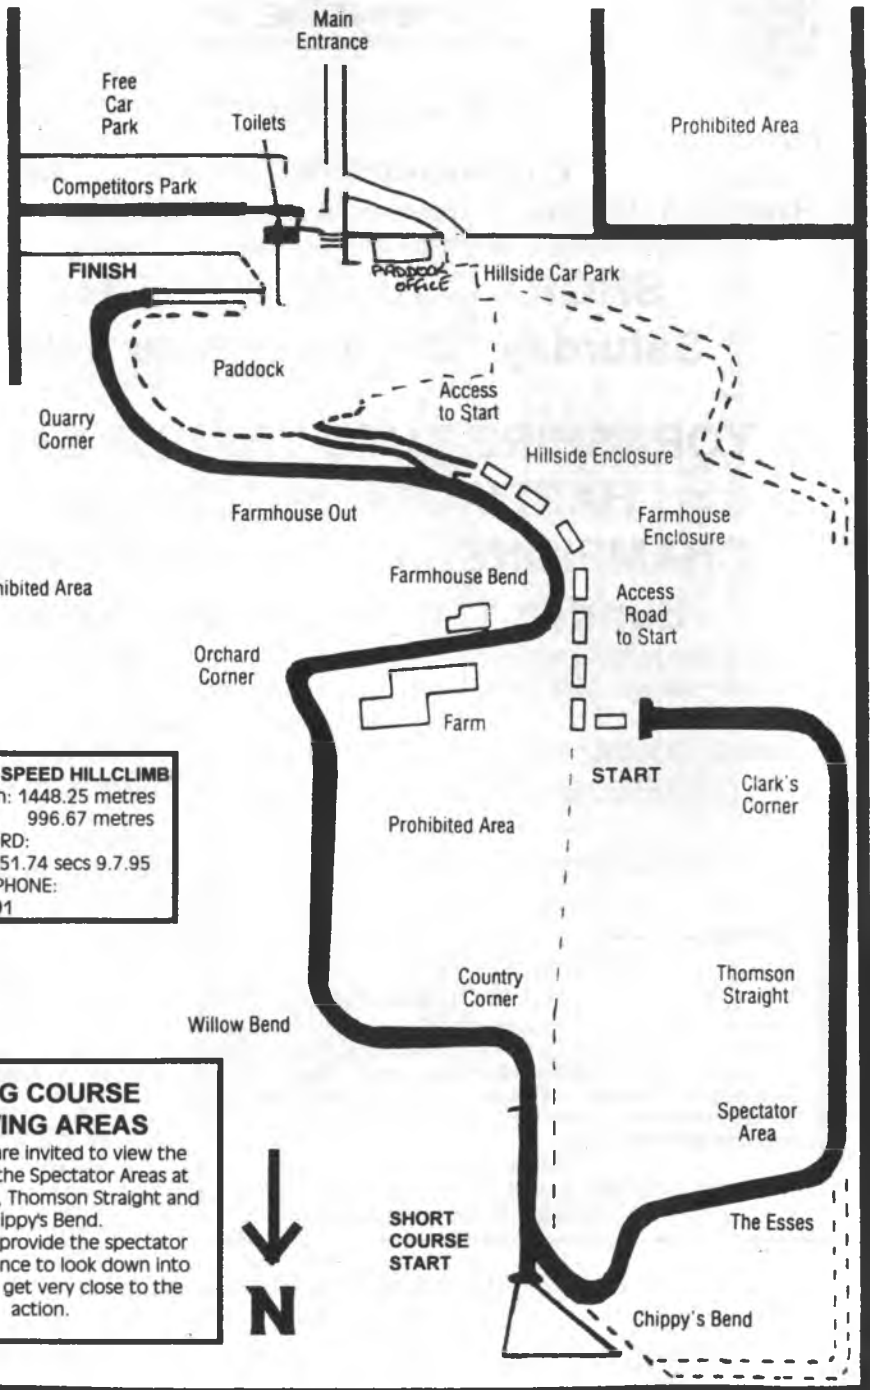 Main
Entrance
Free
Car
Park
Toilets
Prohibited Area
Competitors Park
FINISH
PADDOCK
OFFICE
Hillside Car Park
Paddock
Access
to Start
Quarry
Corner
Hillside Enclosure
Farmhouse Out
Farmhouse
Enclosure
Farmhouse Bend
hibited Area
Access
Road
to Start
Orchard
Corner
Farm
START
Clark's
Corner
SPEED HILLCLIMB
h: 1448.25 metres
996.67 metres
RD:
51.74 secs 9.7.95
PHONE:
91
Prohibited Area
Country
Corner
Thomson
Straight
Willow Bend
G COURSE
ING AREAS
are invited to view the
the Spectator Areas at
, Thomson Straight and
ippy's Bend.
provide the spectator
nce to look down into
get very close to the
action.
Spectator
Area
SHORT
COURSE
START
The Esses
N
Chippy's Bend